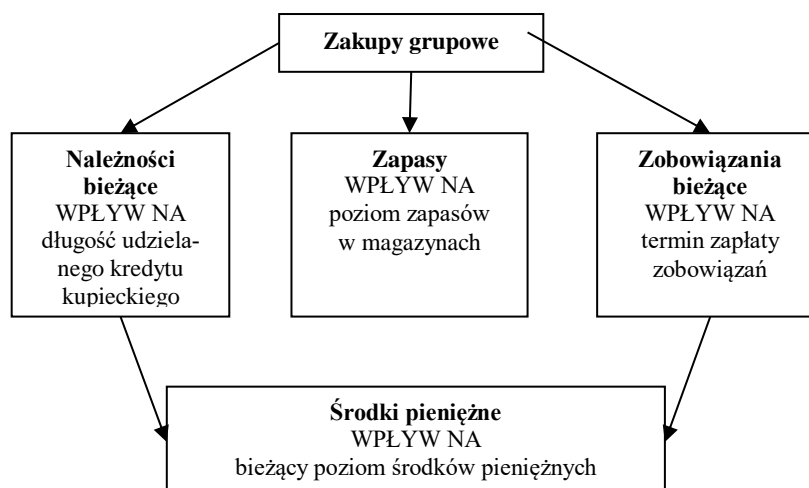 Zakupy grupowe
Należności
bieżące
WPŁYW NA
długość udziela-
nego kredytu
kupieckiego
Zapasy
WPŁYW NA
poziom zapasów
w magazynach
Zobowiązania
bieżące
WPŁYW NA
termin zapłaty
zobowiązań
Środki pieniężne
WPŁYW NA
bieżący poziom środków pieniężnych